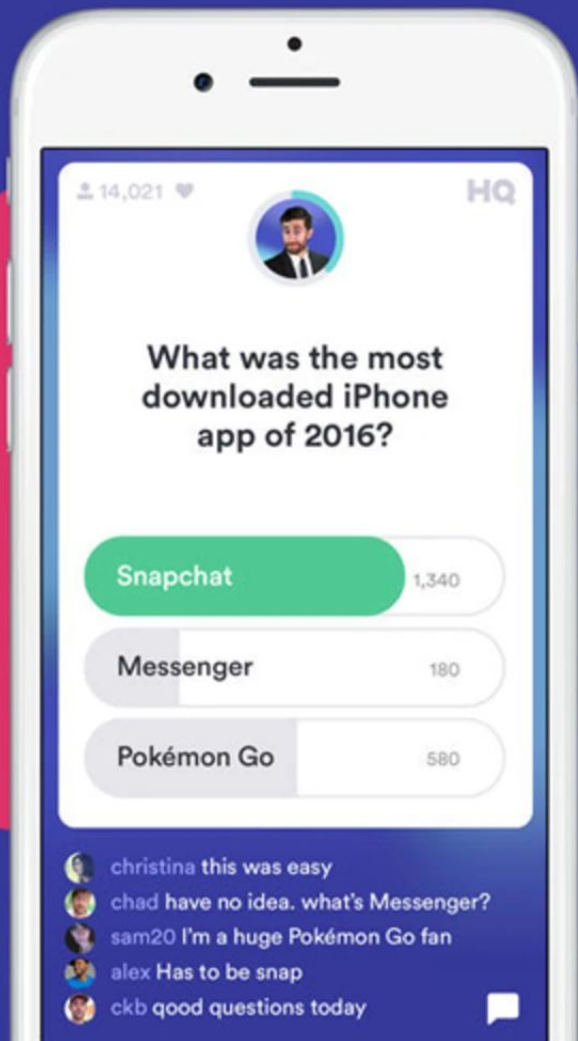 14,021
HQ
What was the most
downloaded iPhone
app of 2016?
Snapchat 1,340
Messenger 180
Pokémon Go 580
christina this was easy
chad have no idea. what's Messenger?
sam20 I'm a huge Pokémon Go fan
alex Has to be snap
ckb good questions today